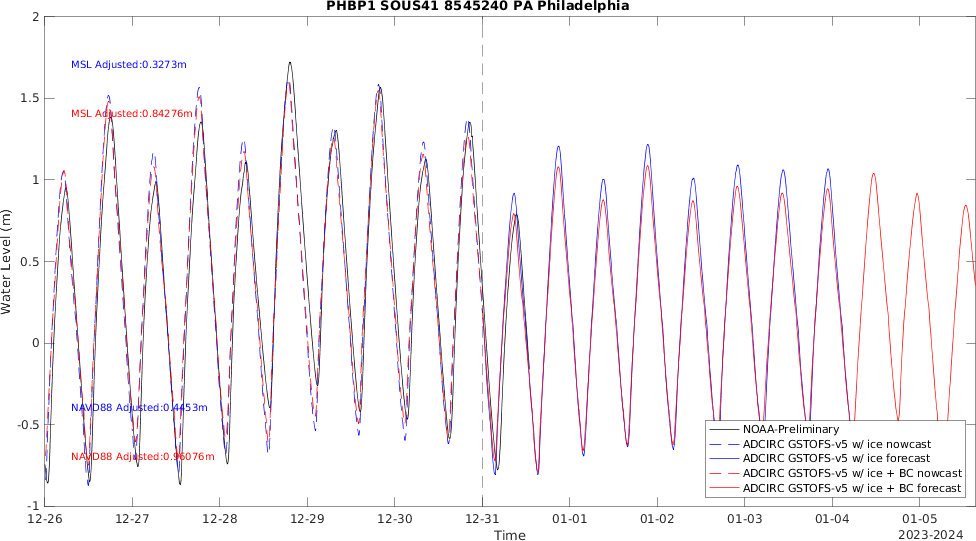 PHBP1 SOUS41 8545240 PA Philadelphia
2
MSL Adjusted:0.3273m
1.5
MSL Adjusted:0.84276m
1
0.5
Water Level (m)
0
NAVD88 Adjusted:0.4453m
-0.5
NAVD88 Adjusted:0.96076m
-1
NOAA-Preliminary
ADCIRC GSTOFS-v5 w/ ice nowcast
ADCIRC GSTOFS-v5 w/ ice forecast
ADCIRC GSTOFS-v5 w/ ice + BC nowcast
ADCIRC GSTOFS-v5 w/ ice + BC forecast
12-26 12-27 12-28 12-29 12-30 12-31 01-01 01-02 01-03 01-04 01-05
Time
2023-2024